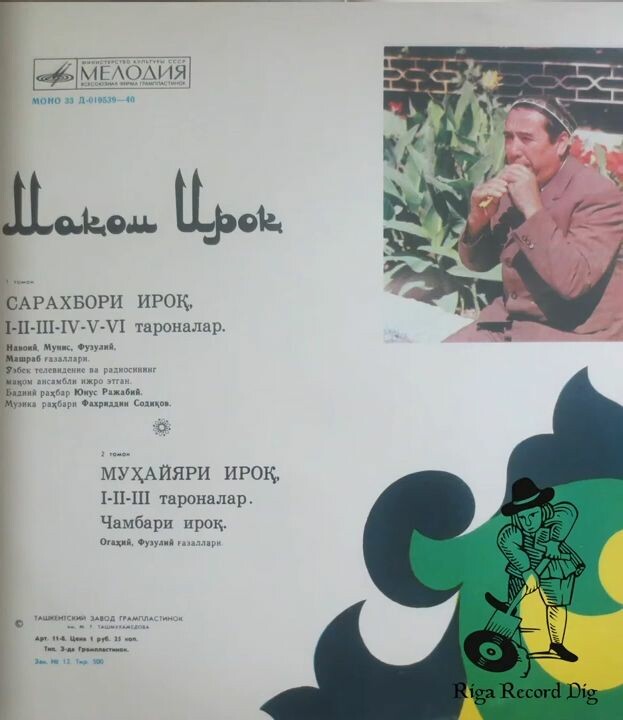 МИНИСТЕРСТВО КУЛЬТУРЫ СССР
МЕЛОДИЯ
ВСЕСОЮЗНАЯ ФИРМА ГРАМПЛАСТИНОК
МОНО 33 Д-019539—40
Мақом Ироқ
1 томон
САРАХБОРИ ИРОҚ,
I-II-III-IV-V-VI тароналар.
Навоий, Мунис, Фузулий,
Машраб ғазаллари.
Ўзбек телевидение ва радиосининг
мақом ансамбли ижро этган.
Бадиий раҳбар Юнус Ражабий.
Музика раҳбари Фахриддин Содиқов.
2 томон
МУҲАЙЯРИ ИРОҚ,
I-II-III тароналар.
Чамбари ироқ.
Огаҳий, Фузулий ғазаллари.
© ТАШКЕНТСКИЙ ЗАВОД ГРАМПЛАСТИНОК
им. М. Т. ТАШМУХАМЕДОВА
Арт. 11-8. Цена 1 руб. 25 коп.
Тип. З-да Грампластинок.
Зак. № 12. Тир. 500
Riga Record Dig